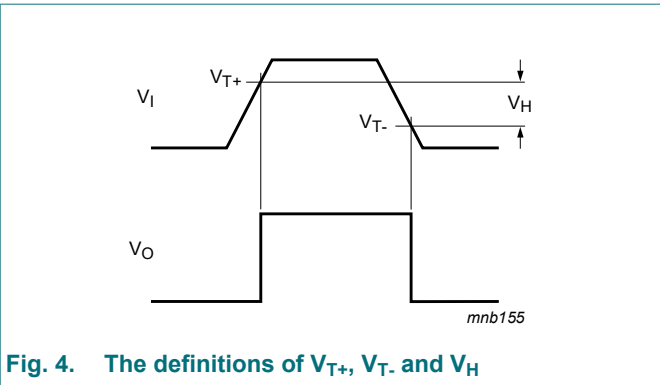 VT+
VI
VH
VT-
VO
mnb155
Fig. 4. The definitions of VT+, VT- and VH